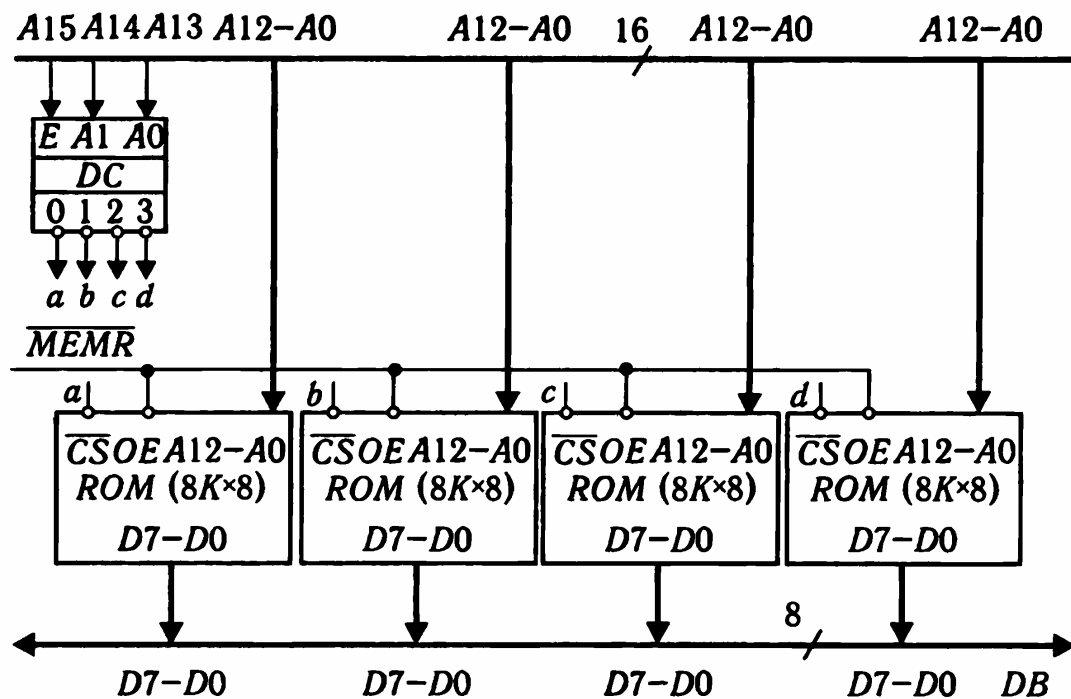 A15 A14 A13 A12-A0 A12-A0 16 A12-A0 A12-A0
E A1 A0
DC
0 1 2 3
a b c d
MEMR
a b c d
CS OE A12-A0 CS OE A12-A0 CS OE A12-A0 CS OE A12-A0
ROM (8K×8) ROM (8K×8) ROM (8K×8) ROM (8K×8)
D7-D0 D7-D0 D7-D0 D7-D0
8
D7-D0 D7-D0 D7-D0 D7-D0 DB